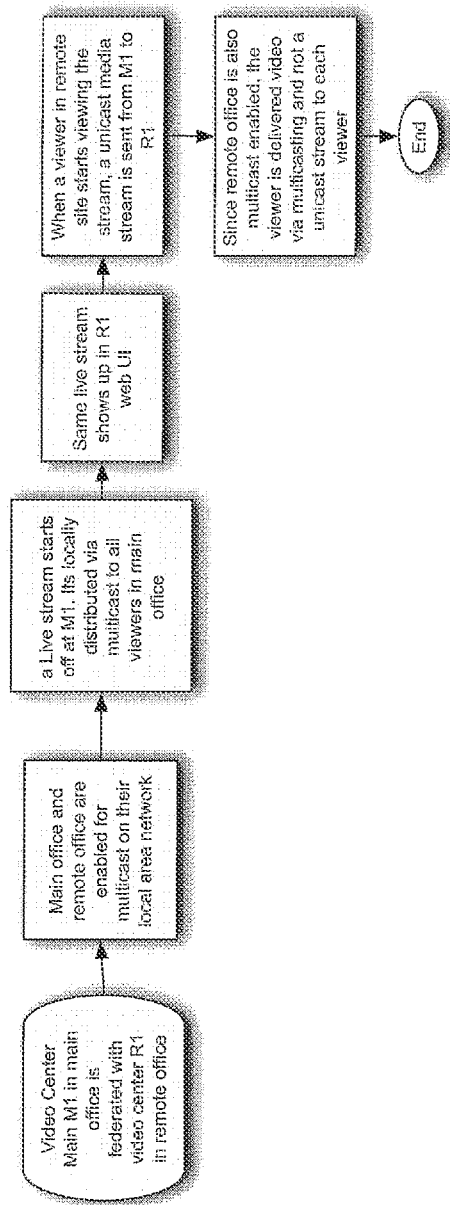 Video Center
Main M1 in main
office is
federated with
video center R1
in remote office
Main office and
remote office are
enabled for
multicast on their
local area network
a Live stream starts
off at M1. Its locally
distributed via
multicast to all
viewers in main
office
Same live stream
shows up in R1
web UI
When a viewer in remote
site starts viewing the
stream, a unicast media
stream is sent from M1 to
R1
Since remote office is also
multicast enabled, the
viewer is delivered video
via multicasting and not a
unicast stream to each
viewer
End